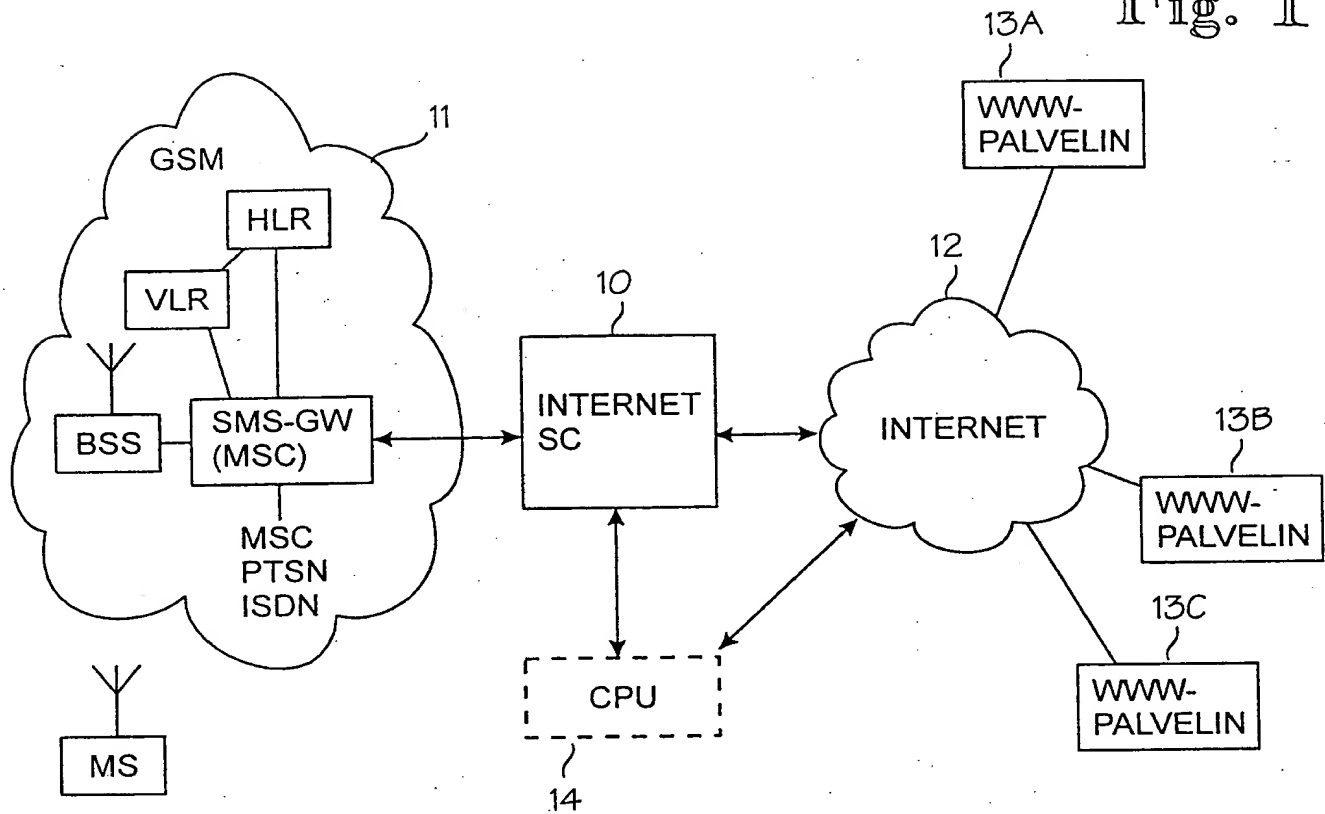 Fig. 1
13A
WWW-
PALVELIN
11
GSM
HLR
VLR
10
12
INTERNET
SC
INTERNET
SMS-GW
(MSC)
BSS
13B
WWW-
PALVELIN
MSC
PTSN
ISDN
13C
WWW-
PALVELIN
CPU
MS
14